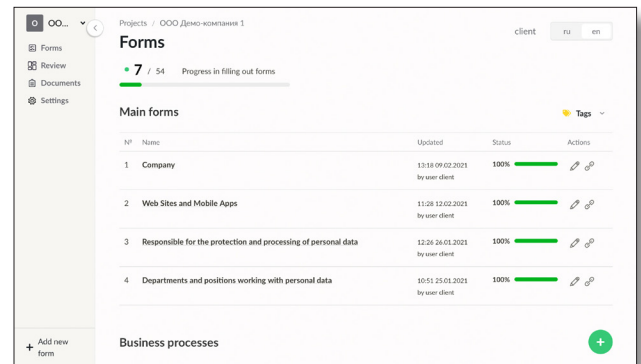 O OO...
Forms
Review
Documents
Settings
+ Add new
form
Projects / ООО Демо-компания 1
client
ru en
Forms
7 / 54 Progress in filling out forms
Main forms
Tags
Nº Name Updated Status Actions
1 Company 13:18 09.02.2021 100%
by user client
2 Web Sites and Mobile Apps 11:28 12.02.2021 100%
by user client
3 Responsible for the protection and processing of personal data 12:26 26.01.2021 100%
by user client
4 Departments and positions working with personal data 10:51 25.01.2021 100%
by user client
Business processes
+